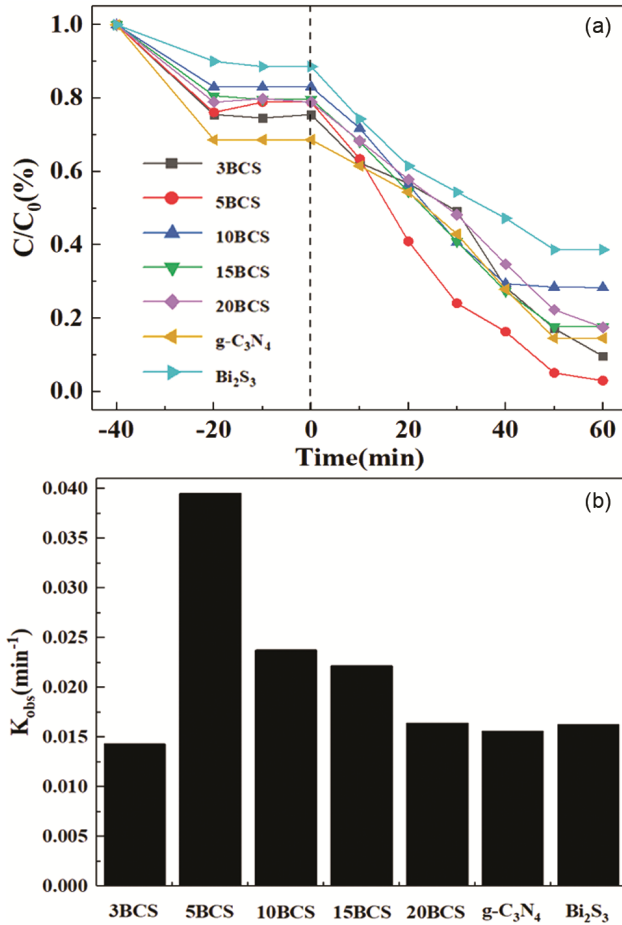 (a)
C/C₀(%)
1.0
0.8
0.6
0.4
0.2
0.0
3BCS
5BCS
10BCS
15BCS
20BCS
g-C₃N₄
Bi₂S₃
-40 -20 0 20 40 60
Time(min)
(b)
K_obs(min⁻¹)
0.040
0.035
0.030
0.025
0.020
0.015
0.010
0.005
0.000
3BCS 5BCS 10BCS 15BCS 20BCS g-C₃N₄ Bi₂S₃